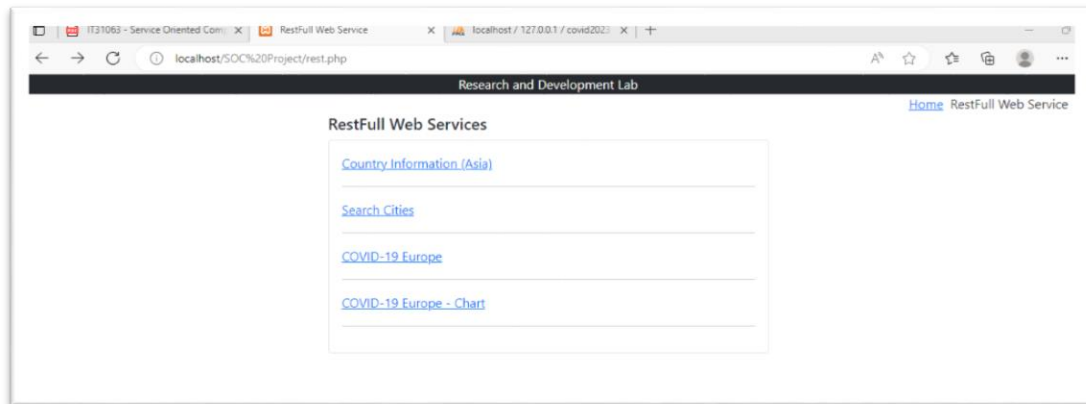 IT31063 - Service Oriented Com
RestFull Web Service
localhost / 127.0.0.1 / covid2023
localhost/SOC%20Project/rest.php
Research and Development Lab
Home RestFull Web Service
RestFull Web Services
Country Information (Asia)
Search Cities
COVID-19 Europe
COVID-19 Europe - Chart